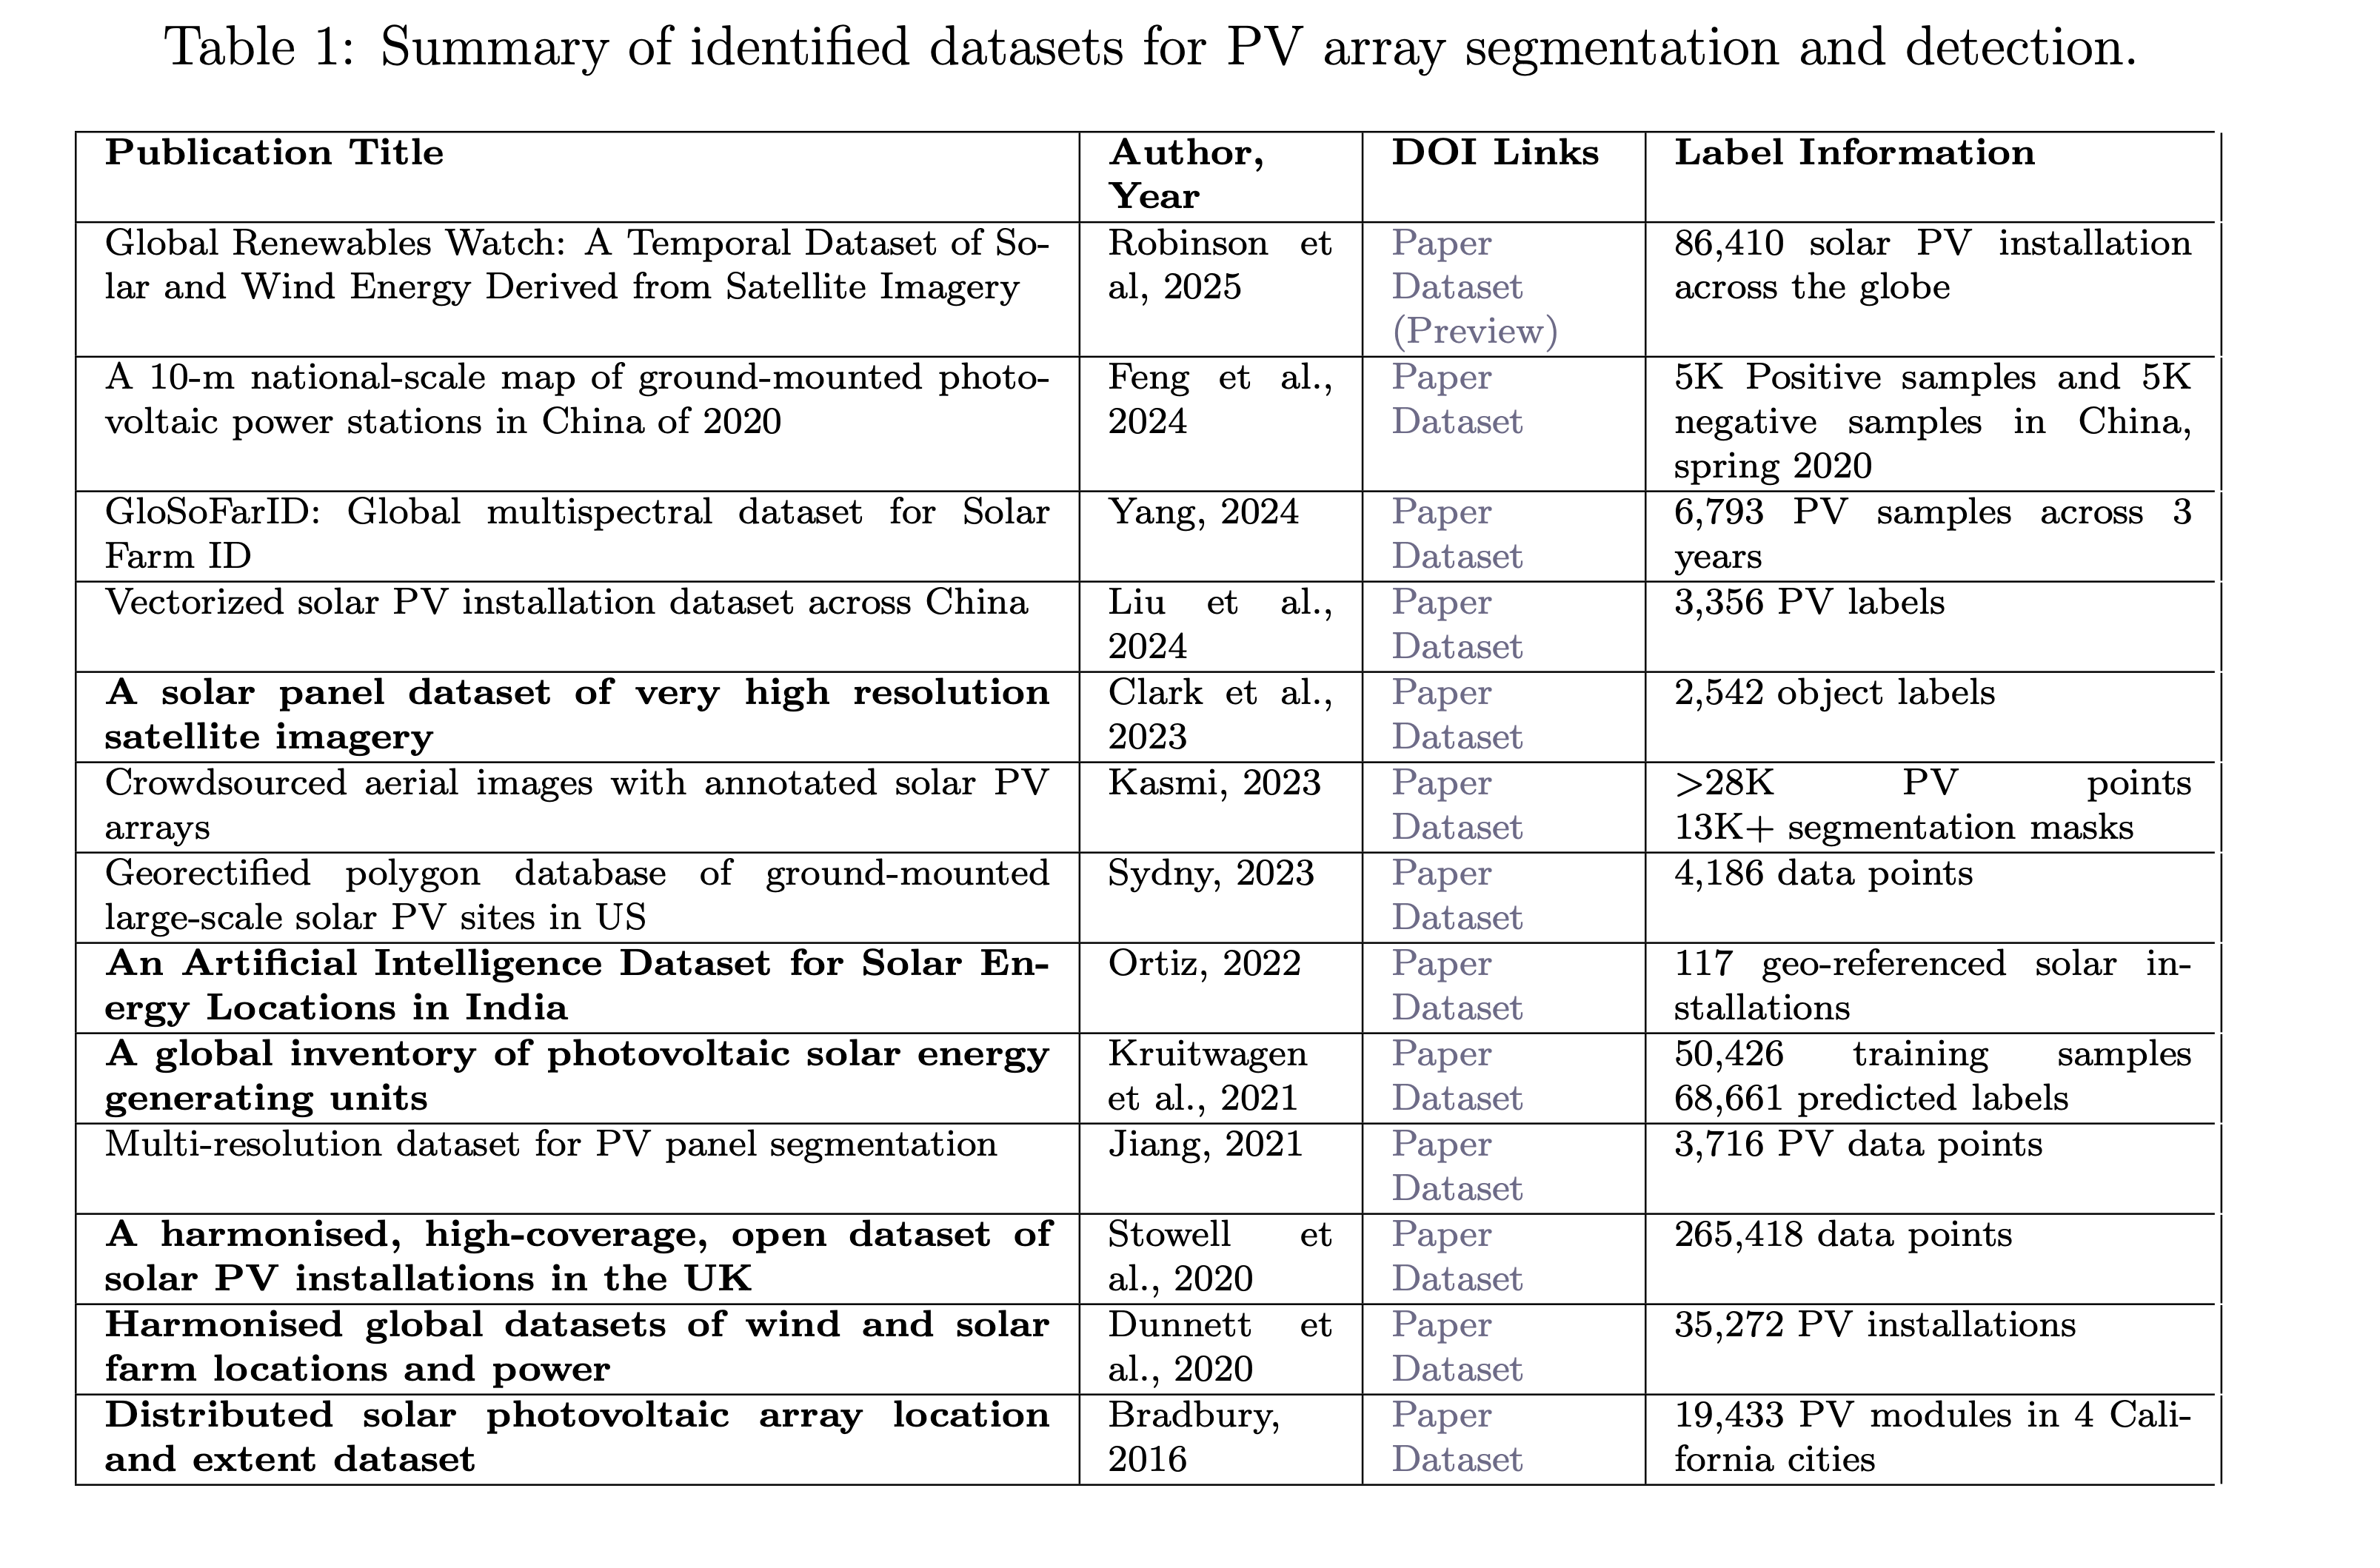 Table 1: Summary of identified datasets for PV array segmentation and detection.
Publication Title
Author,
Year
DOI Links
Label Information
Global Renewables Watch: A Temporal Dataset of So-
lar and Wind Energy Derived from Satellite Imagery
Robinson et
al, 2025
Paper
Dataset
(Preview)
86,410 solar PV installation
across the globe
A 10-m national-scale map of ground-mounted photo-
voltaic power stations in China of 2020
Feng et al.,
2024
Paper
Dataset
5K Positive samples and 5K
negative samples in China,
spring 2020
GloSoFarID: Global multispectral dataset for Solar
Farm ID
Yang, 2024
Paper
Dataset
6,793 PV samples across 3
years
Vectorized solar PV installation dataset across China
Liu et al.,
2024
Paper
Dataset
3,356 PV labels
A solar panel dataset of very high resolution
satellite imagery
Clark et al.,
2023
Paper
Dataset
2,542 object labels
Crowdsourced aerial images with annotated solar PV
arrays
Kasmi, 2023
Paper
Dataset
>28K PV points
13K+ segmentation masks
Georectified polygon database of ground-mounted
large-scale solar PV sites in US
Sydny, 2023
Paper
Dataset
4,186 data points
An Artificial Intelligence Dataset for Solar En-
ergy Locations in India
Ortiz, 2022
Paper
Dataset
117 geo-referenced solar in-
stallations
A global inventory of photovoltaic solar energy
generating units
Kruitwagen
et al., 2021
Paper
Dataset
50,426 training samples
68,661 predicted labels
Multi-resolution dataset for PV panel segmentation
Jiang, 2021
Paper
Dataset
3,716 PV data points
A harmonised, high-coverage, open dataset of
solar PV installations in the UK
Stowell et
al., 2020
Paper
Dataset
265,418 data points
Harmonised global datasets of wind and solar
farm locations and power
Dunnett et
al., 2020
Paper
Dataset
35,272 PV installations
Distributed solar photovoltaic array location
and extent dataset
Bradbury,
2016
Paper
Dataset
19,433 PV modules in 4 Cali-
fornia cities